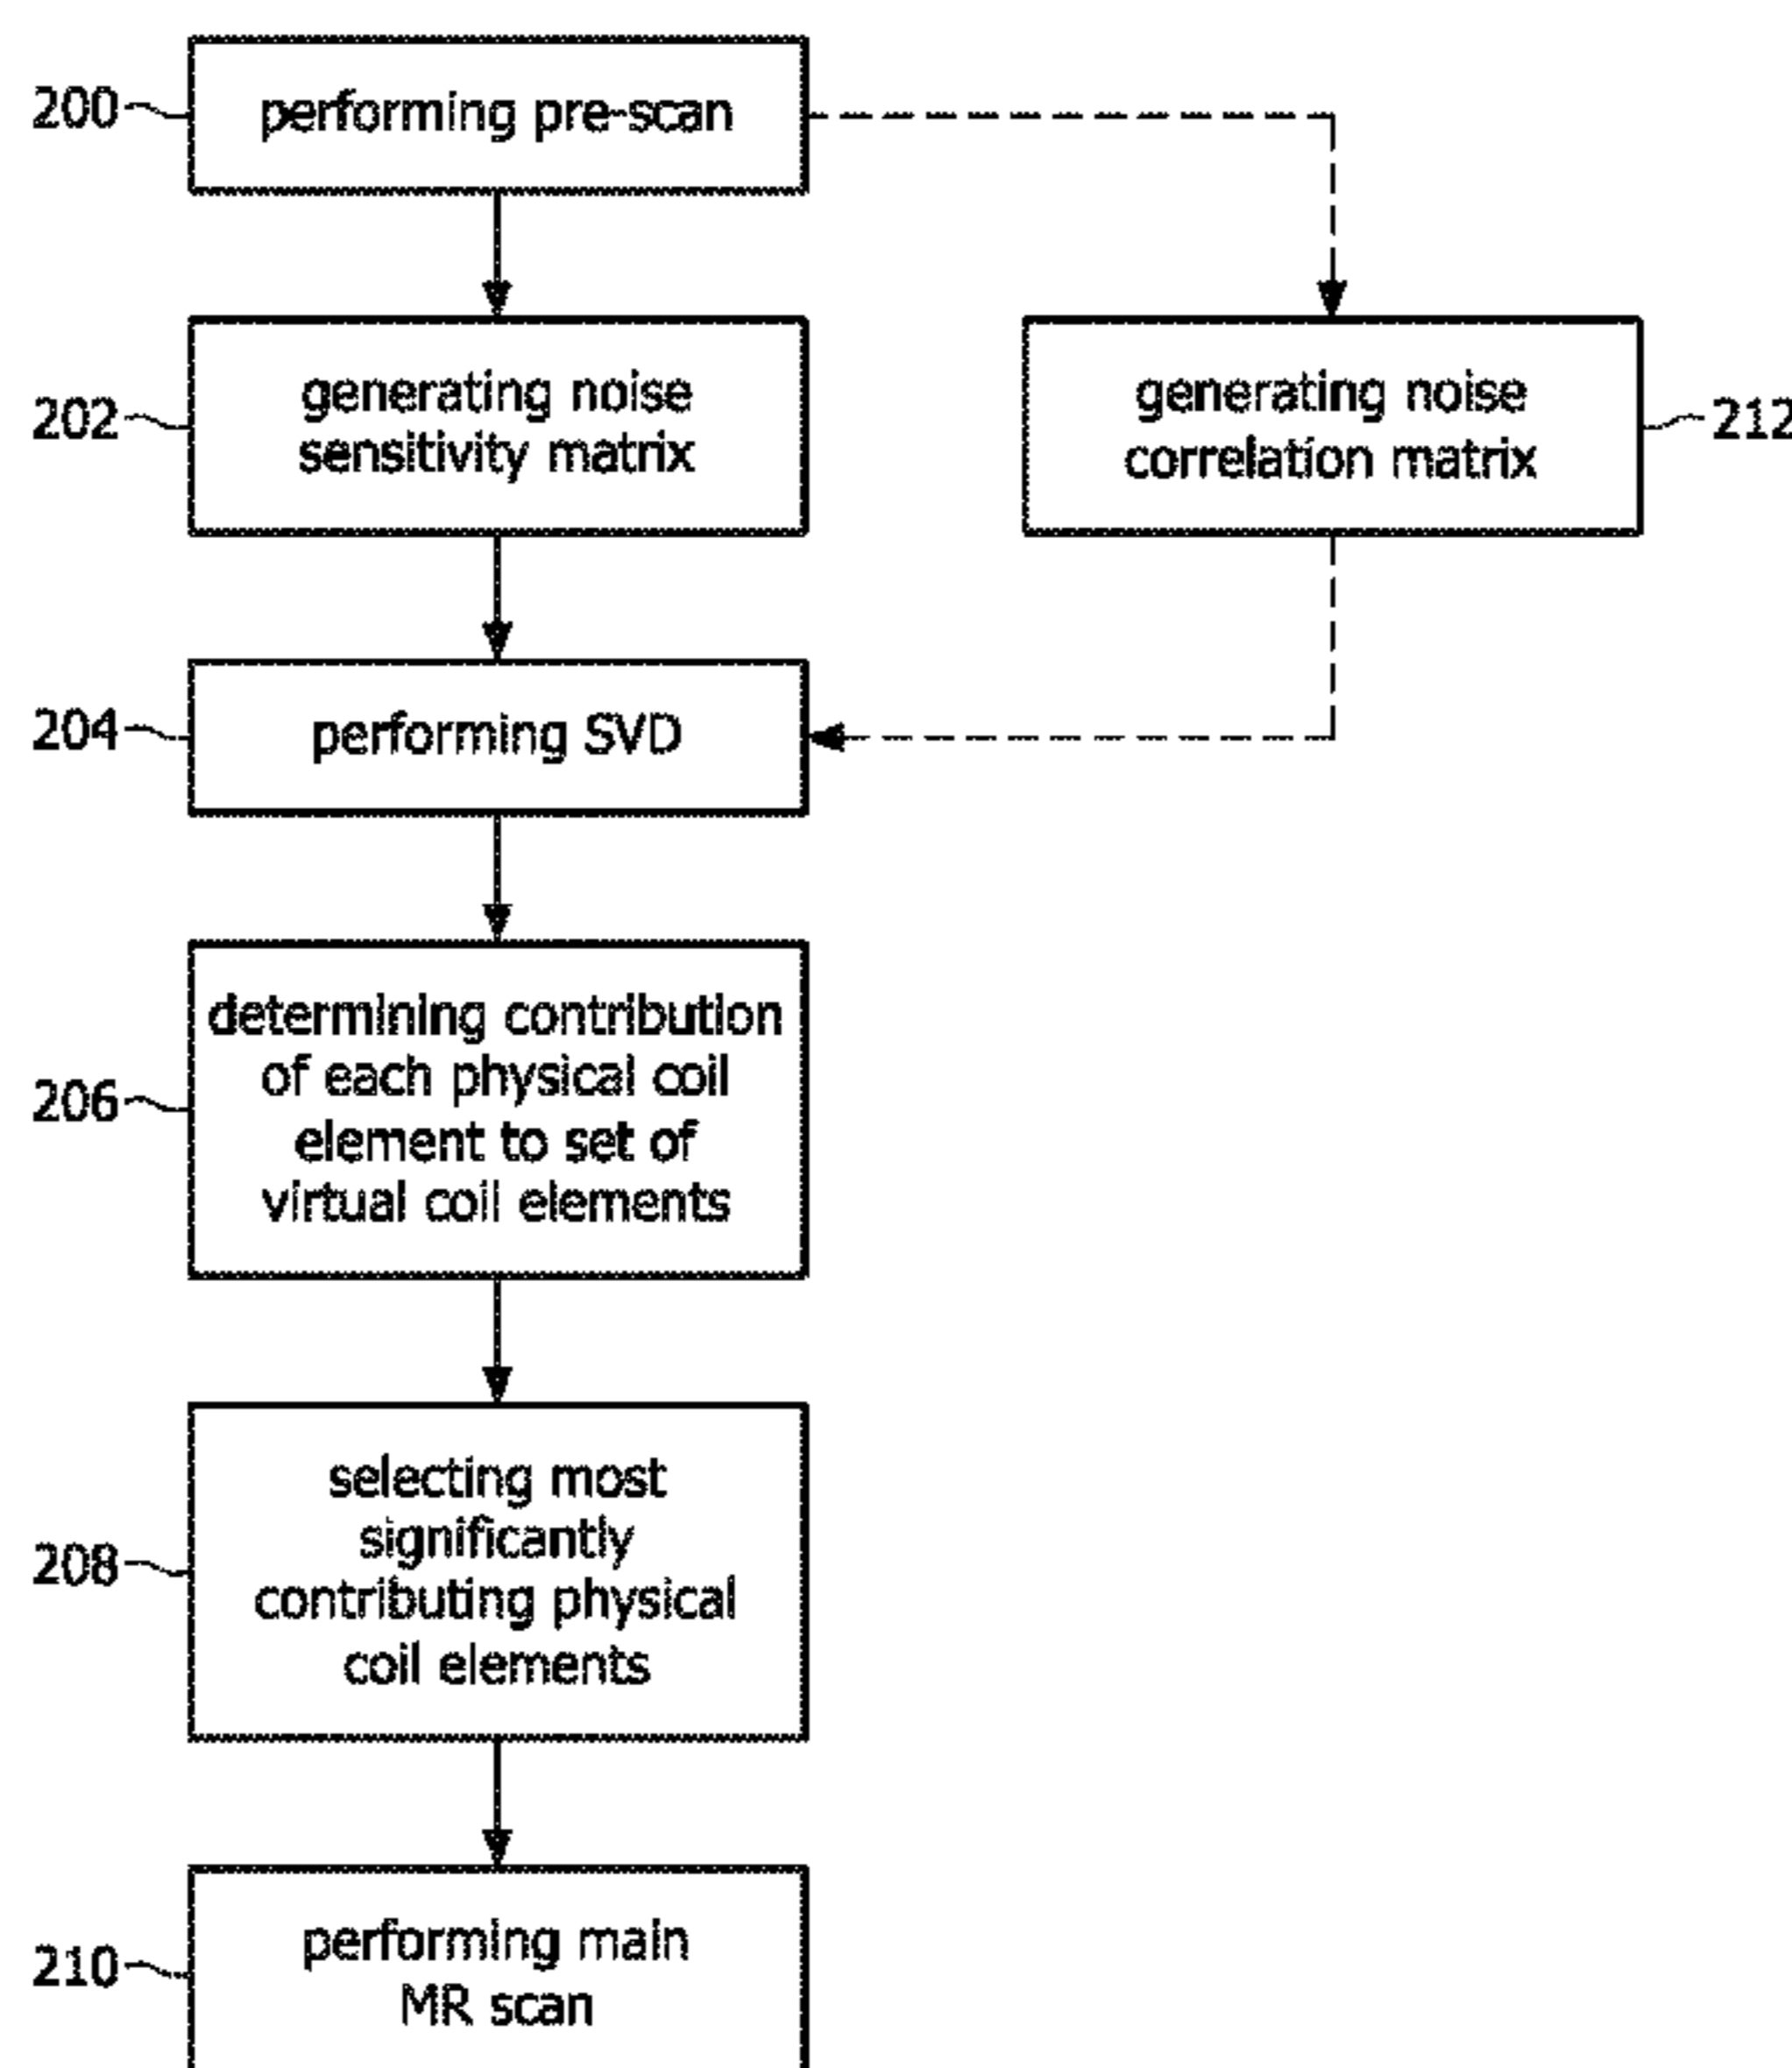 200
performing pre-scan
202
generating noise
sensitivity matrix
generating noise
correlation matrix
212
204
performing SVD
206
determining contribution
of each physical coil
element to set of
virtual coil elements
208
selecting most
significantly
contributing physical
coil elements
210
performing main
MR scan